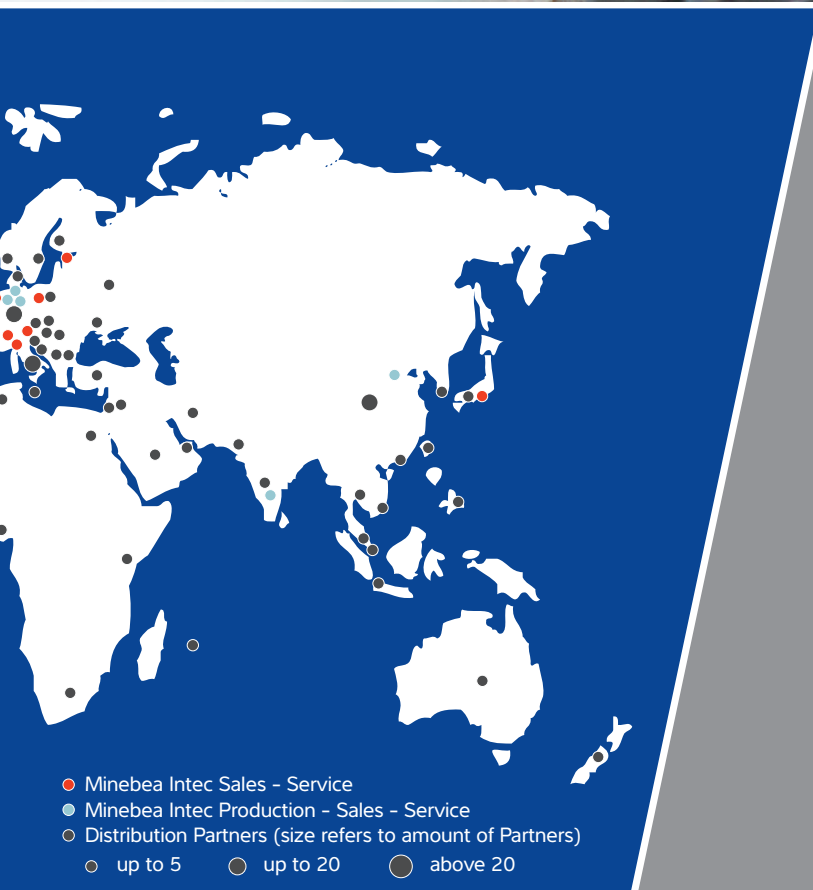 Minebea Intec Sales - Service
Minebea Intec Production - Sales - Service
Distribution Partners (size refers to amount of Partners)
up to 5 up to 20 above 20